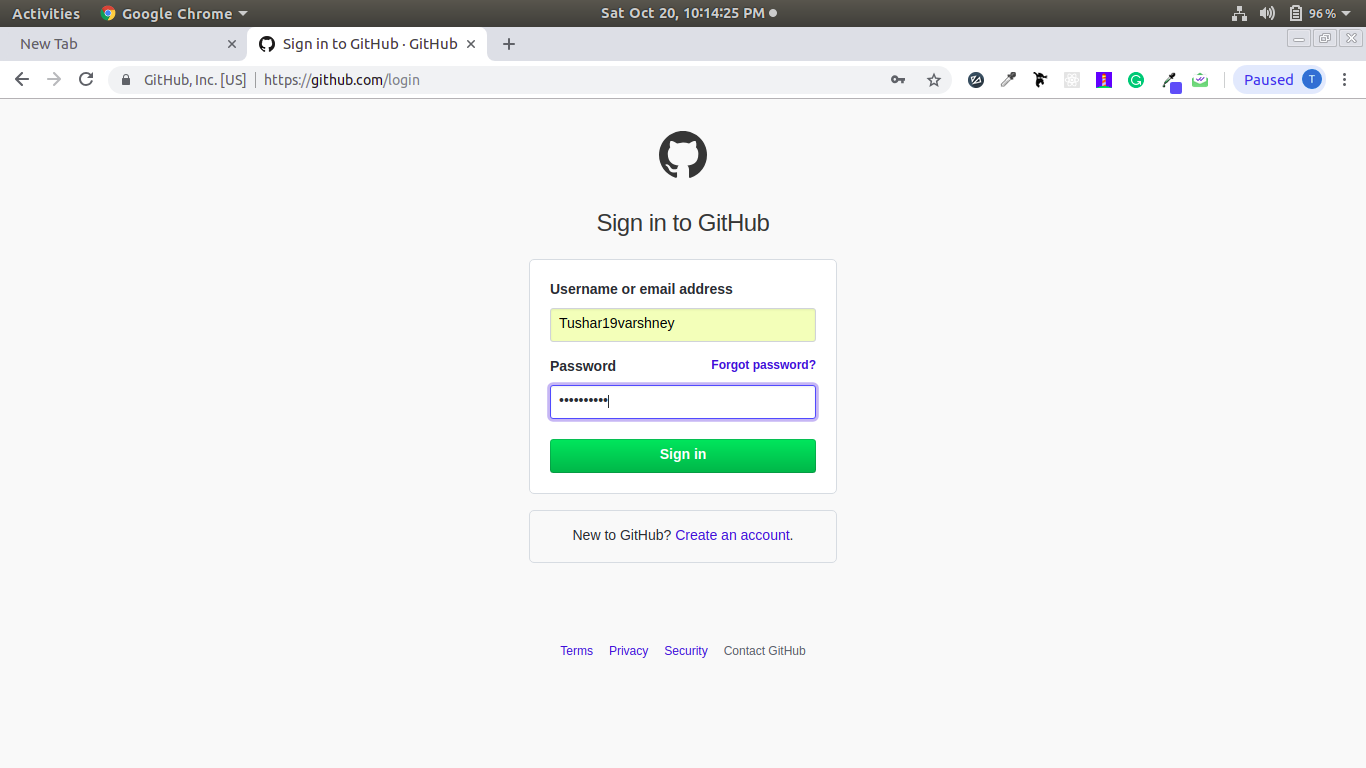 Activities Google Chrome Sat Oct 20, 10:14:25 PM 96 %
New Tab Sign in to GitHub · GitHub
GitHub, Inc. [US] https://github.com/login Paused T
Sign in to GitHub
Username or email address
Tushar19varshney
Password Forgot password?
••••••••••
Sign in
New to GitHub? Create an account.
Terms Privacy Security Contact GitHub